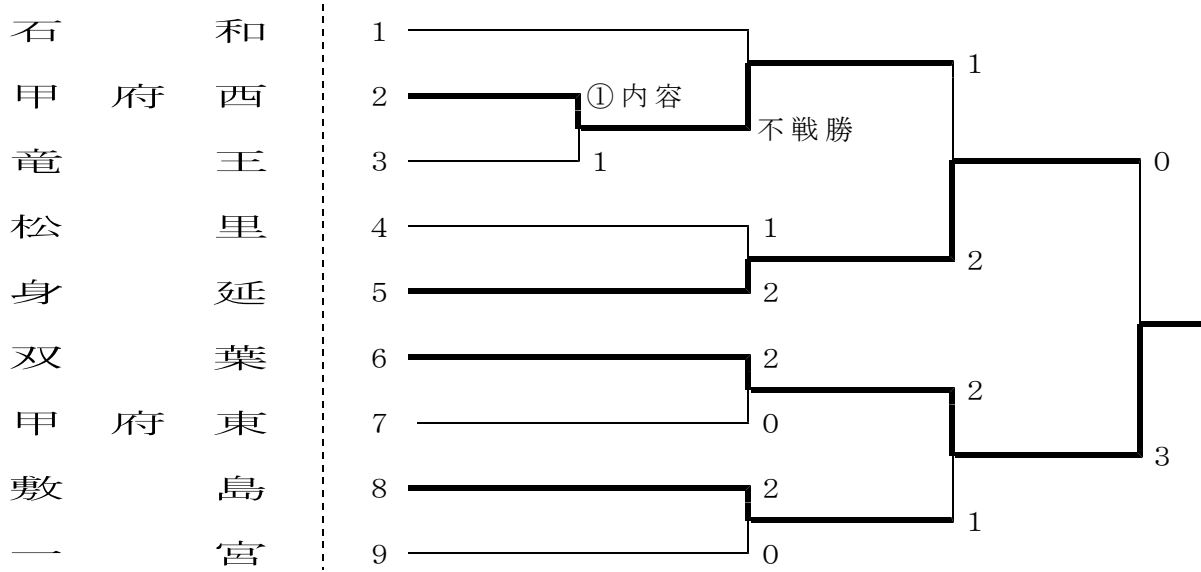 石和 1
1
甲府西 2 ①内容
不戦勝
竜王 3 1
0
松里 4 1
2
身延 5 2
双葉 6 2
2
甲府東 7 0
3
敷島 8 2
1
一宮 9 0